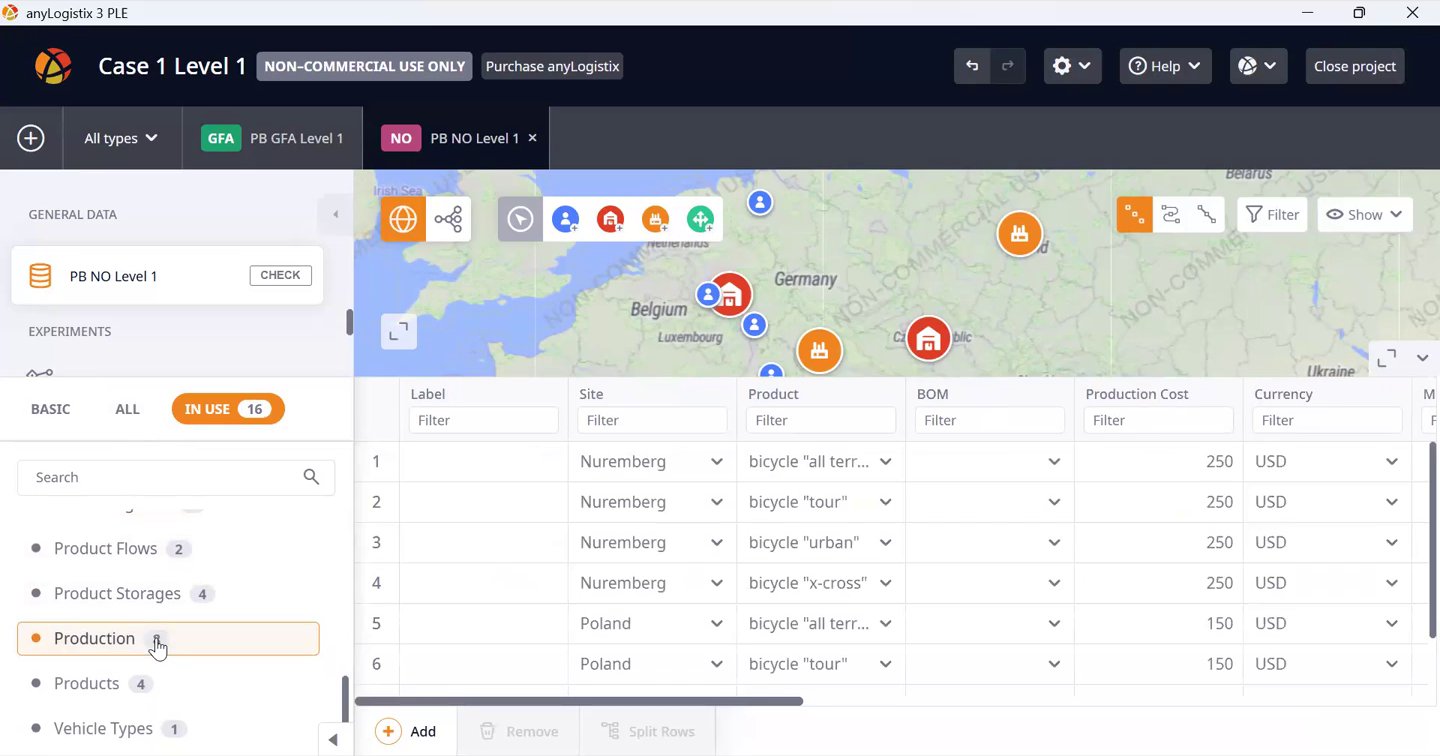 anyLogistix 3 PLE
Case 1 Level 1 NON-COMMERCIAL USE ONLY Purchase anyLogistix Help Close project
All types GFA PB GFA Level 1 NO PB NO Level 1
GENERAL DATA
PB NO Level 1 CHECK
EXPERIMENTS
BASIC ALL IN USE 16
Search
Product Flows 2
Product Storages 4
Production
Products 4
Vehicle Types 1
Irish Sea
Netherlands
Belarus
Germany
Belgium
Luxembourg
Ukraine
NON-COMMERCIAL USE
Filter Show
Label Site Product BOM Production Cost Currency M
Filter Filter Filter Filter Filter Filter F
1 Nuremberg bicycle "all terr... 250 USD
2 Nuremberg bicycle "tour" 250 USD
3 Nuremberg bicycle "urban" 250 USD
4 Nuremberg bicycle "x-cross" 250 USD
5 Poland bicycle "all terr... 150 USD
6 Poland bicycle "tour" 150 USD
Add Remove Split Rows